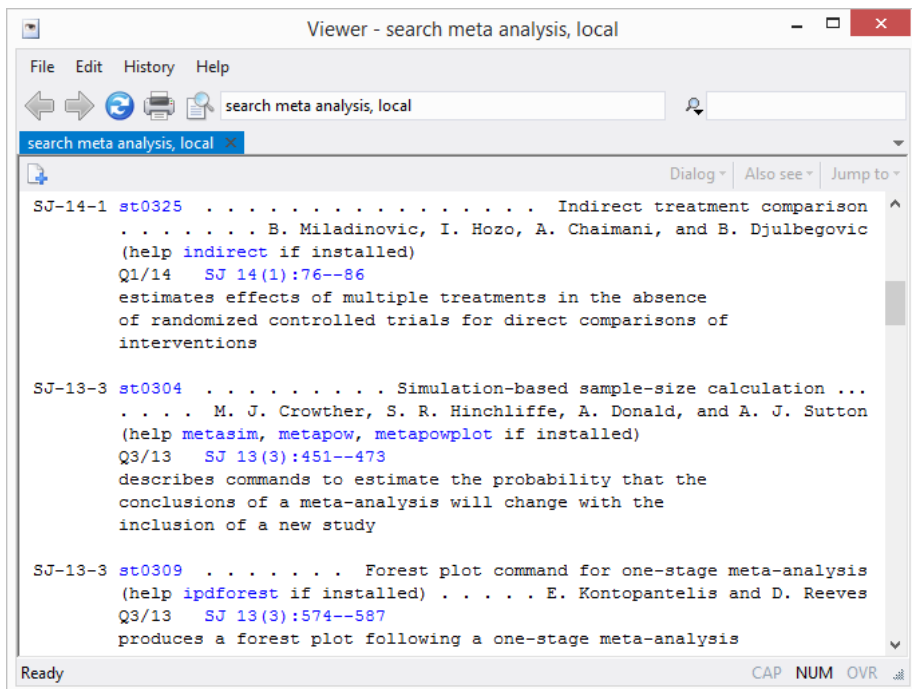 Viewer - search meta analysis, local
File Edit History Help
search meta analysis, local
search meta analysis, local
Dialog Also see Jump to
SJ-14-1 st0325 . . . . . . . . . . . . . . . . . Indirect treatment comparison
. . . . . . . B. Miladinovic, I. Hozo, A. Chaimani, and B. Djulbegovic
(help indirect if installed)
Q1/14 SJ 14(1):76--86
estimates effects of multiple treatments in the absence
of randomized controlled trials for direct comparisons of
interventions
SJ-13-3 st0304 . . . . . . . . . . Simulation-based sample-size calculation ...
. . . . M. J. Crowther, S. R. Hinchliffe, A. Donald, and A. J. Sutton
(help metasim, metapow, metapowplot if installed)
Q3/13 SJ 13(3):451--473
describes commands to estimate the probability that the
conclusions of a meta-analysis will change with the
inclusion of a new study
SJ-13-3 st0309 . . . . . . . Forest plot command for one-stage meta-analysis
(help ipdforest if installed) . . . . . E. Kontopantelis and D. Reeves
Q3/13 SJ 13(3):574--587
produces a forest plot following a one-stage meta-analysis
Ready CAP NUM OVR